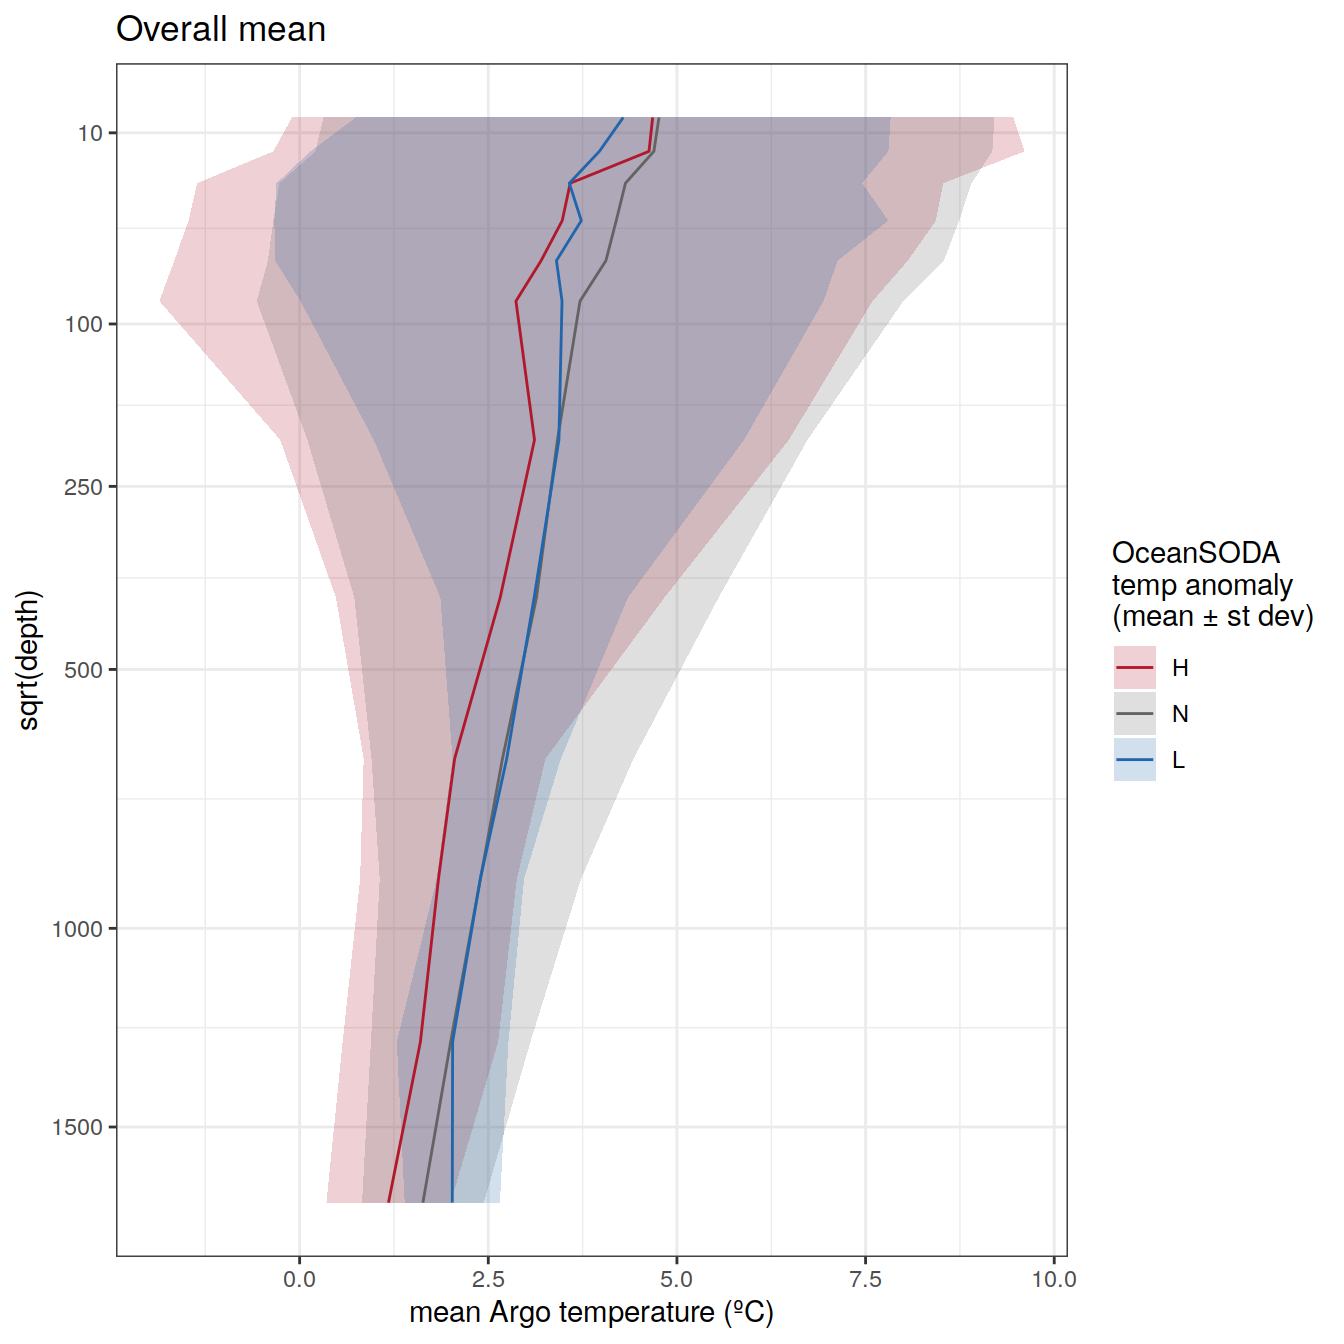 Overall mean
10
100
250
500
1000
1500
sqrt(depth)
0.0 2.5 5.0 7.5 10.0
mean Argo temperature (ºC)
OceanSODA
temp anomaly
(mean ± st dev)
H
N
L